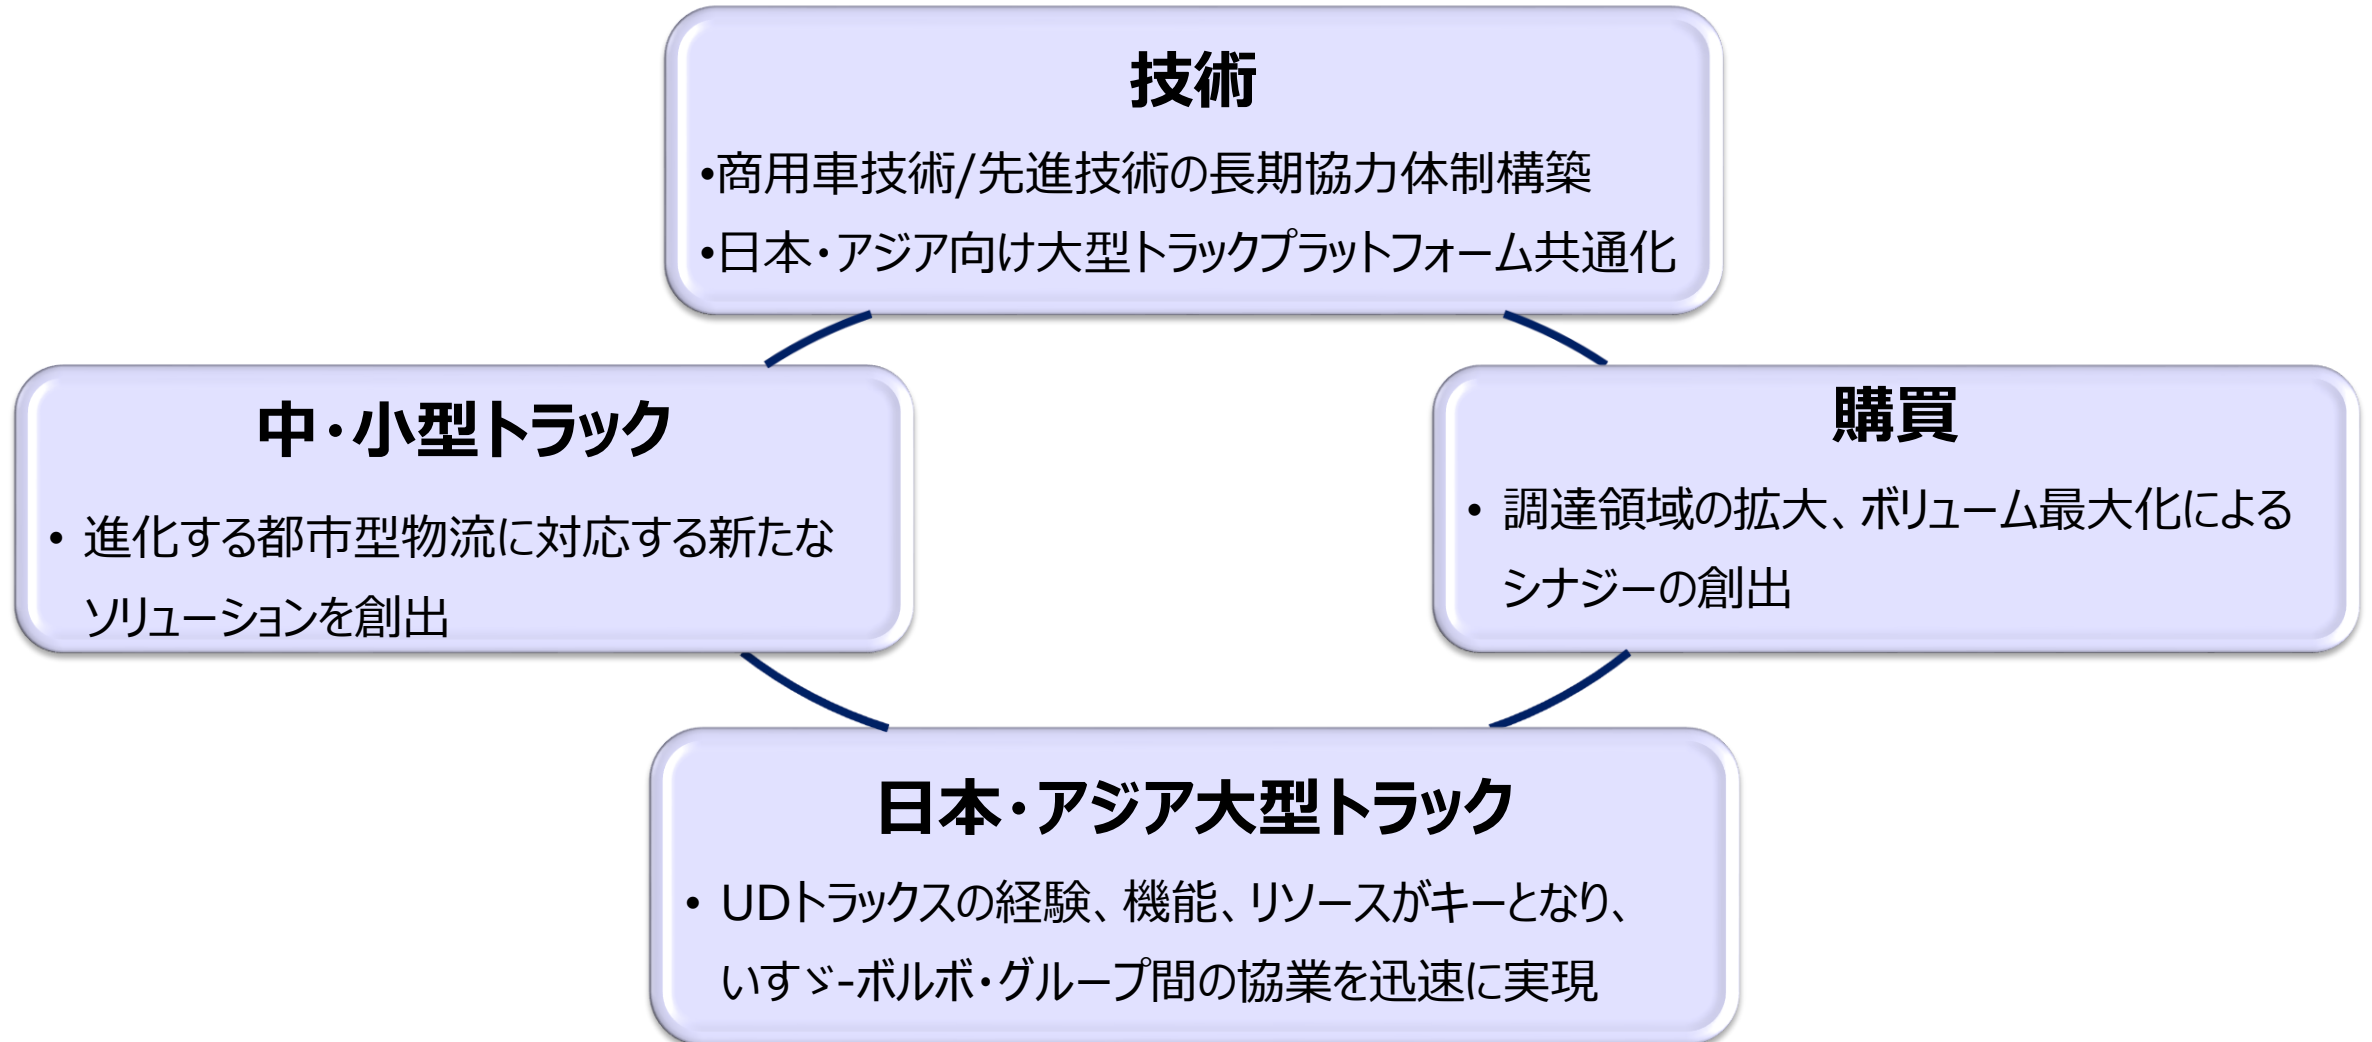 技術
•商用車技術/先進技術の長期協力体制構築
•日本・アジア向け大型トラックプラットフォーム共通化
中・小型トラック
• 進化する都市型物流に対応する新たな
ソリューションを創出
購買
• 調達領域の拡大、ボリューム最大化による
シナジーの創出
日本・アジア大型トラック
• UDトラックスの経験、機能、リソースがキーとなり、
いすゞ-ボルボ・グループ間の協業を迅速に実現